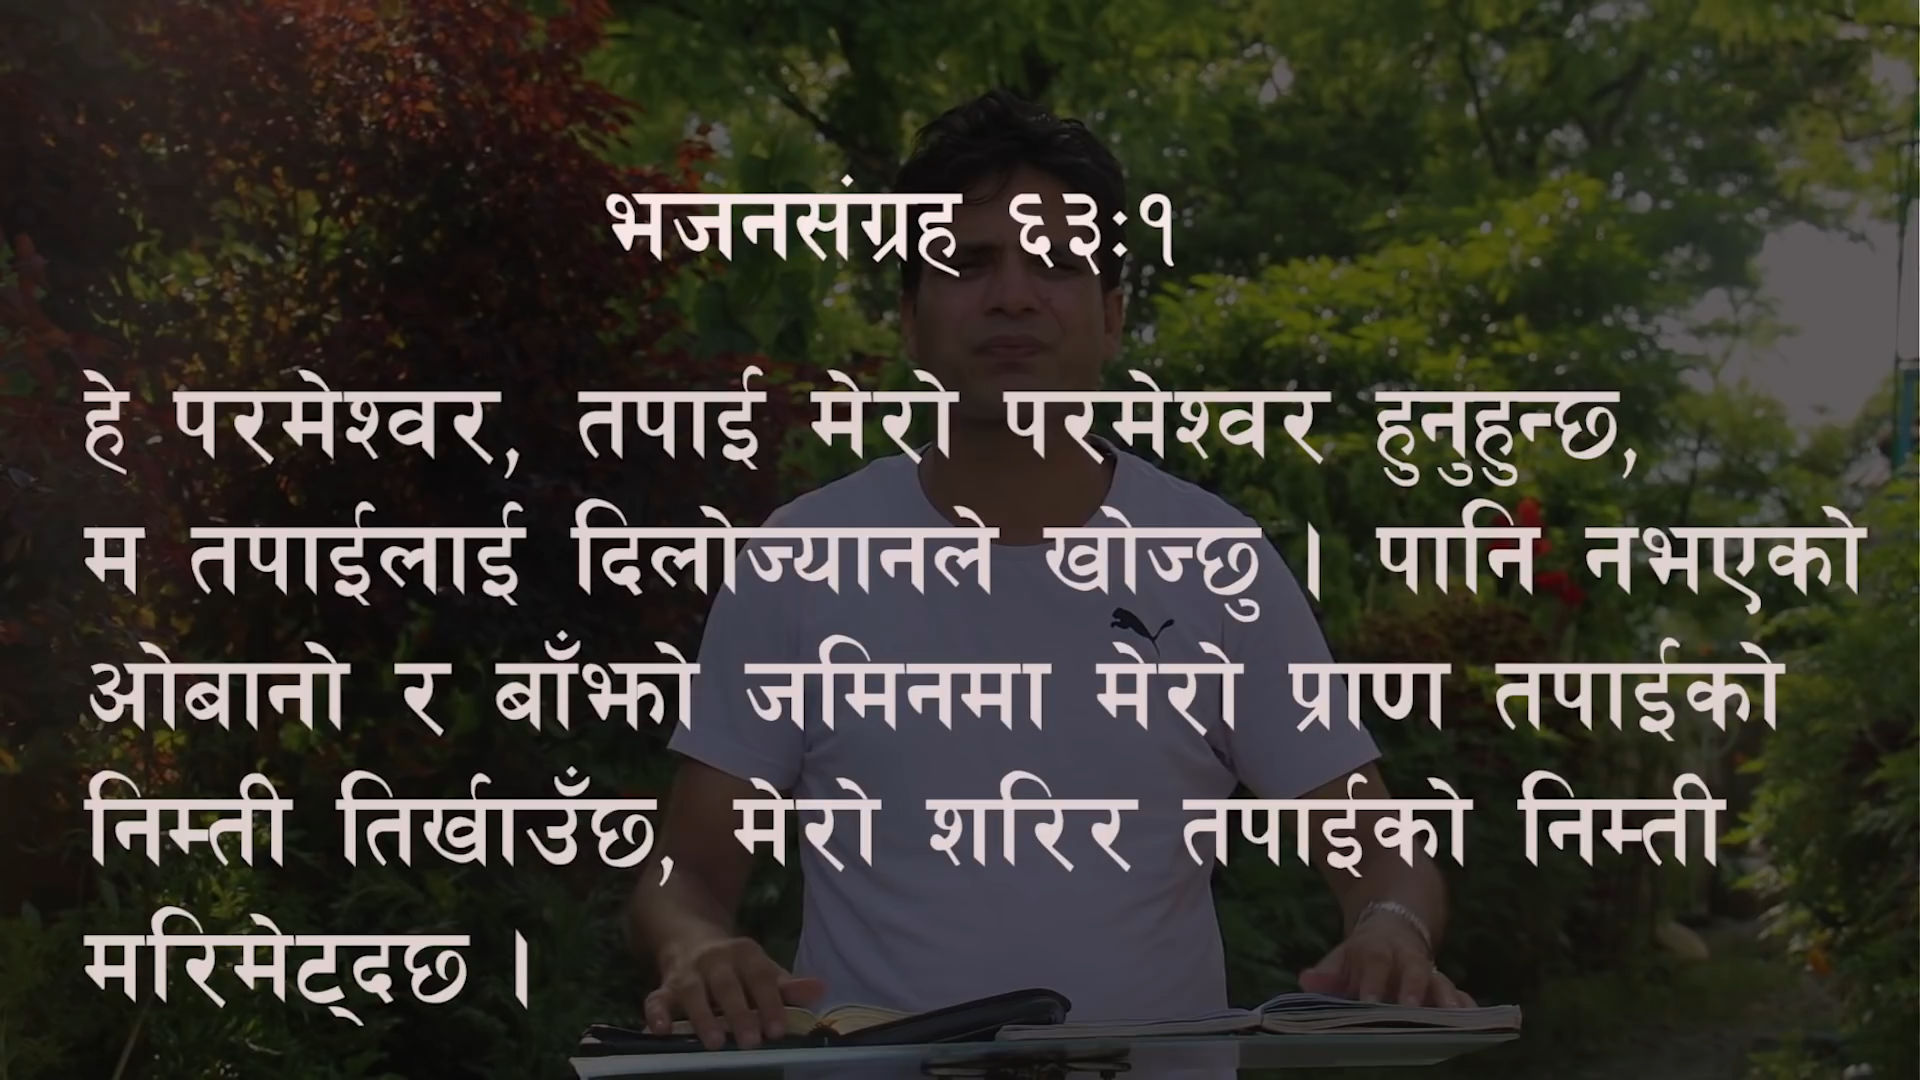 भजनसंग्रह ६३:१
हे परमेश्वर, तपाई मेरो परमेश्वर हुनुहुन्छ,
म तपाईलाई दिलोज्यानले खोज्छु । पानि नभएको
ओबानो र बाँझो जमिनमा मेरो प्राण तपाईको
निम्ती तिर्खाउँछ, मेरो शरिर तपाईको निम्ती
मरिमेट्दछ ।